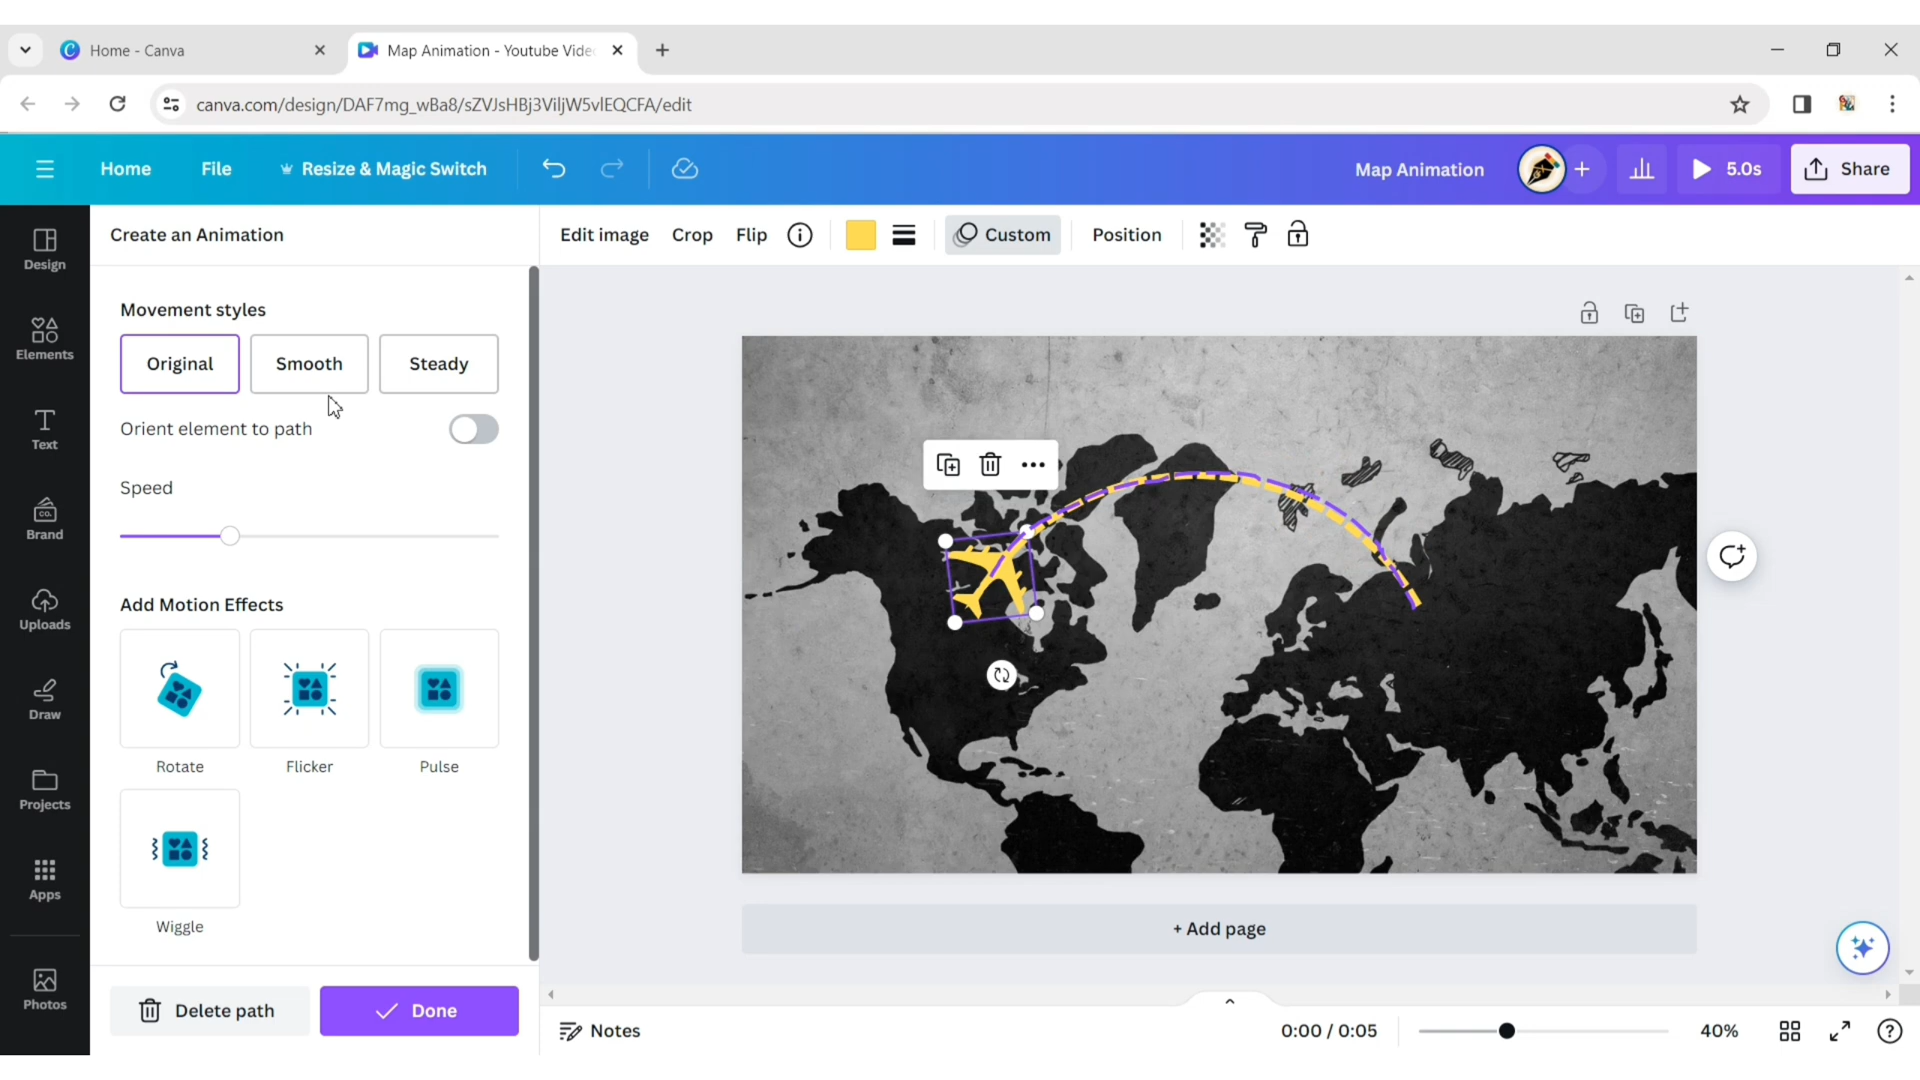 Home - Canva
Map Animation - Youtube Vide
canva.com/design/DAF7mg_wBa8/sZVJsHBj3ViljW5vlEQCFA/edit
Home
File
Resize & Magic Switch
Map Animation
5.0s
Share
Design
Elements
Text
CO.
Brand
Uploads
Draw
Projects
Apps
Photos
Create an Animation
Edit image
Crop
Flip
Custom
Position
Movement styles
Original
Smooth
Steady
Orient element to path
Speed
Add Motion Effects
Rotate
Flicker
Pulse
Wiggle
Delete path
Done
+ Add page
Notes
0:00 / 0:05
40%